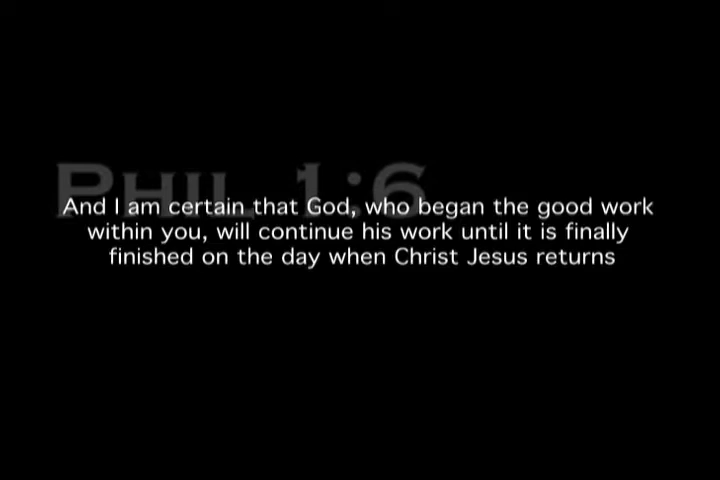 Phil 1:6
And I am certain that God, who began the good work
within you, will continue his work until it is finally
finished on the day when Christ Jesus returns